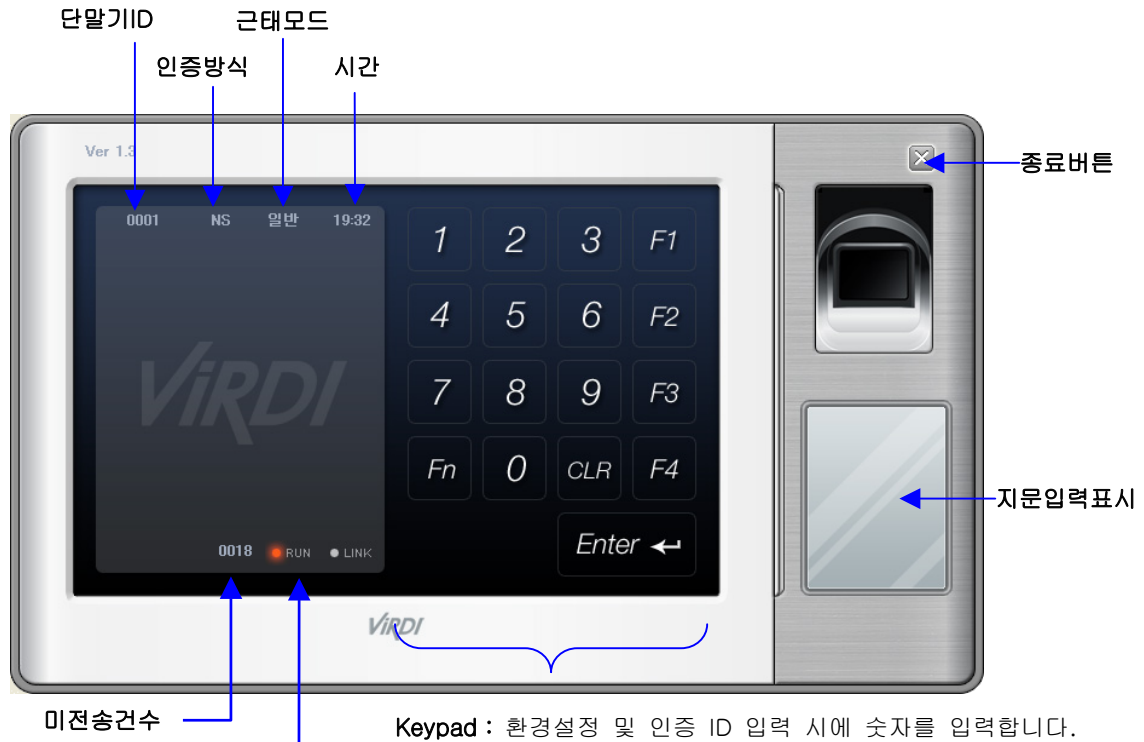 단말기ID
근태모드
인증방식
시간
Ver 1.3
종료버튼
0001 NS 일반 19:32
1 2 3 F1
4 5 6 F2
ViRDI
7 8 9 F3
Fn 0 CLR F4
지문입력표시
0018 RUN LINK
Enter
ViRDI
미전송건수
Keypad : 환경설정 및 인증 ID 입력 시에 숫자를 입력합니다.